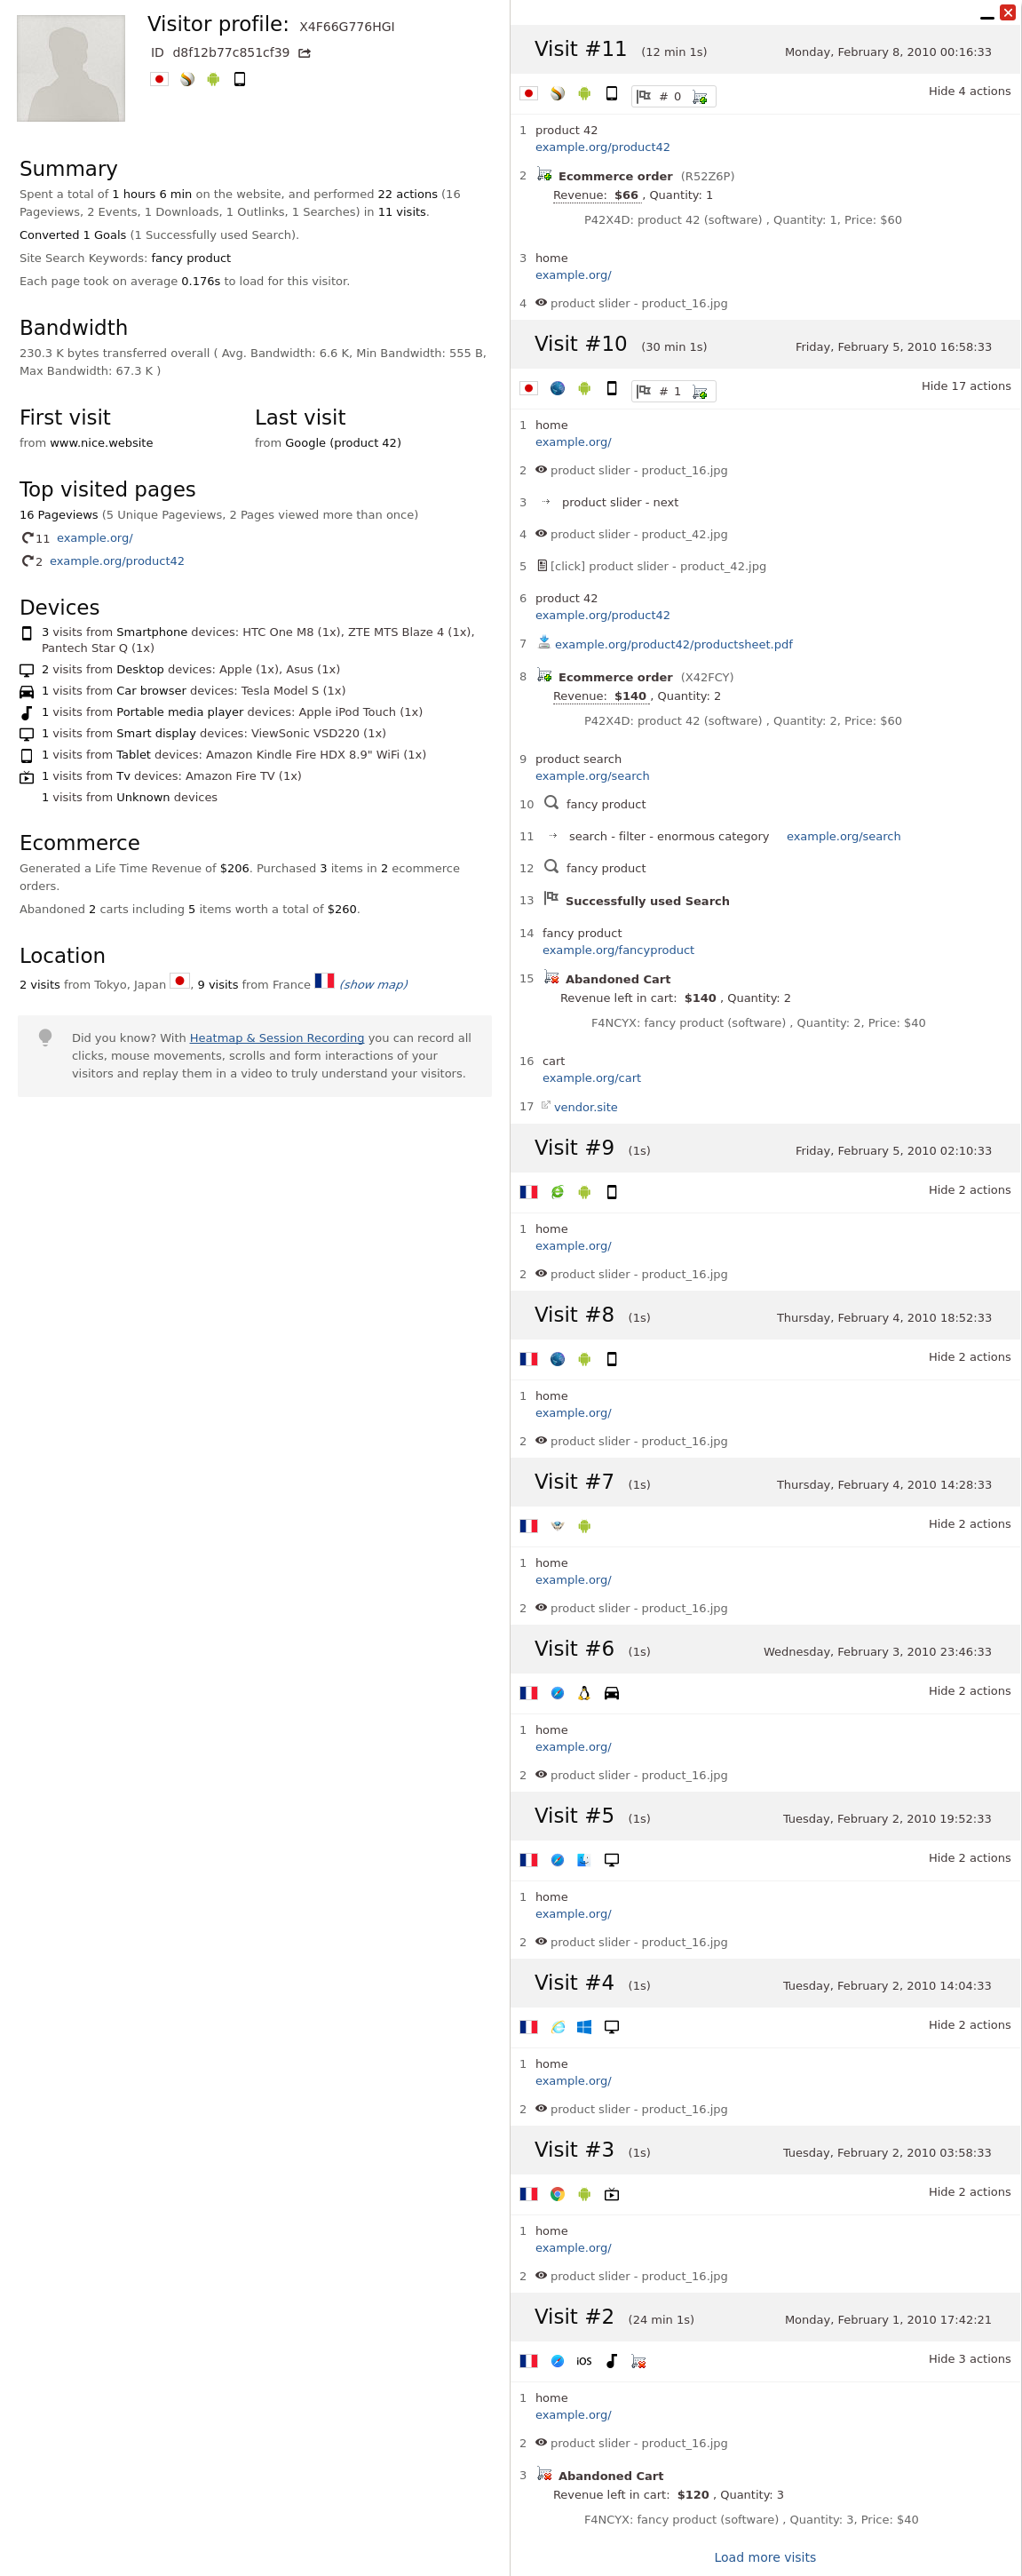 Visitor profile: X4F66G776HGI
ID d8f12b77c851cf39
Summary
Spent a total of 1 hours 6 min on the website, and performed 22 actions (16
Pageviews, 2 Events, 1 Downloads, 1 Outlinks, 1 Searches) in 11 visits.
Converted 1 Goals (1 Successfully used Search).
Site Search Keywords: fancy product
Each page took on average 0.176s to load for this visitor.
Bandwidth
230.3 K bytes transferred overall ( Avg. Bandwidth: 6.6 K, Min Bandwidth: 555 B,
Max Bandwidth: 67.3 K )
First visit
from www.nice.website
Last visit
from Google (product 42)
Top visited pages
16 Pageviews (5 Unique Pageviews, 2 Pages viewed more than once)
11 example.org/
2 example.org/product42
Devices
3 visits from Smartphone devices: HTC One M8 (1x), ZTE MTS Blaze 4 (1x),
Pantech Star Q (1x)
2 visits from Desktop devices: Apple (1x), Asus (1x)
1 visits from Car browser devices: Tesla Model S (1x)
1 visits from Portable media player devices: Apple iPod Touch (1x)
1 visits from Smart display devices: ViewSonic VSD220 (1x)
1 visits from Tablet devices: Amazon Kindle Fire HDX 8.9" WiFi (1x)
1 visits from Tv devices: Amazon Fire TV (1x)
1 visits from Unknown devices
Ecommerce
Generated a Life Time Revenue of $206. Purchased 3 items in 2 ecommerce
orders.
Abandoned 2 carts including 5 items worth a total of $260.
Location
2 visits from Tokyo, Japan , 9 visits from France (show map)
Did you know? With Heatmap & Session Recording you can record all
clicks, mouse movements, scrolls and form interactions of your
visitors and replay them in a video to truly understand your visitors.
Visit #11 (12 min 1s) Monday, February 8, 2010 00:16:33
# 0 Hide 4 actions
1 product 42
example.org/product42
2 Ecommerce order (R52Z6P)
Revenue: $66 , Quantity: 1
P42X4D: product 42 (software) , Quantity: 1, Price: $60
3 home
example.org/
4 product slider - product_16.jpg
Visit #10 (30 min 1s) Friday, February 5, 2010 16:58:33
# 1 Hide 17 actions
1 home
example.org/
2 product slider - product_16.jpg
3 product slider - next
4 product slider - product_42.jpg
5 [click] product slider - product_42.jpg
6 product 42
example.org/product42
7 example.org/product42/productsheet.pdf
8 Ecommerce order (X42FCY)
Revenue: $140 , Quantity: 2
P42X4D: product 42 (software) , Quantity: 2, Price: $60
9 product search
example.org/search
10 fancy product
11 search - filter - enormous category example.org/search
12 fancy product
13 Successfully used Search
14 fancy product
example.org/fancyproduct
15 Abandoned Cart
Revenue left in cart: $140 , Quantity: 2
F4NCYX: fancy product (software) , Quantity: 2, Price: $40
16 cart
example.org/cart
17 vendor.site
Visit #9 (1s) Friday, February 5, 2010 02:10:33
Hide 2 actions
1 home
example.org/
2 product slider - product_16.jpg
Visit #8 (1s) Thursday, February 4, 2010 18:52:33
Hide 2 actions
1 home
example.org/
2 product slider - product_16.jpg
Visit #7 (1s) Thursday, February 4, 2010 14:28:33
Hide 2 actions
1 home
example.org/
2 product slider - product_16.jpg
Visit #6 (1s) Wednesday, February 3, 2010 23:46:33
Hide 2 actions
1 home
example.org/
2 product slider - product_16.jpg
Visit #5 (1s) Tuesday, February 2, 2010 19:52:33
Hide 2 actions
1 home
example.org/
2 product slider - product_16.jpg
Visit #4 (1s) Tuesday, February 2, 2010 14:04:33
Hide 2 actions
1 home
example.org/
2 product slider - product_16.jpg
Visit #3 (1s) Tuesday, February 2, 2010 03:58:33
Hide 2 actions
1 home
example.org/
2 product slider - product_16.jpg
Visit #2 (24 min 1s) Monday, February 1, 2010 17:42:21
iOS Hide 3 actions
1 home
example.org/
2 product slider - product_16.jpg
3 Abandoned Cart
Revenue left in cart: $120 , Quantity: 3
F4NCYX: fancy product (software) , Quantity: 3, Price: $40
Load more visits